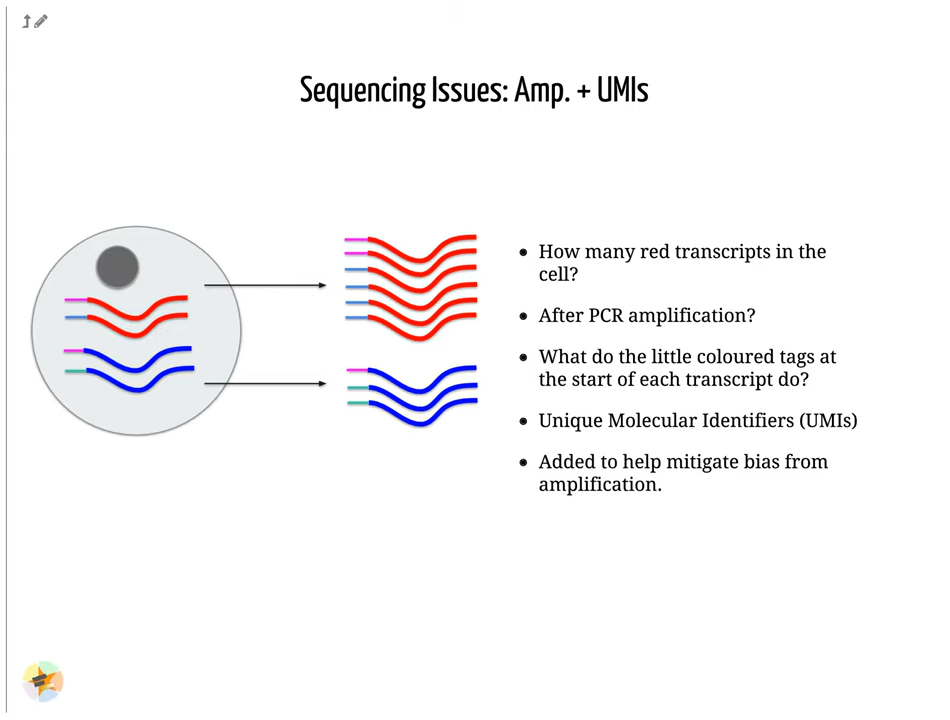 Sequencing Issues: Amp. + UMIs
How many red transcripts in the
cell?
After PCR amplification?
What do the little coloured tags at
the start of each transcript do?
Unique Molecular Identifiers (UMIs)
Added to help mitigate bias from
amplification.